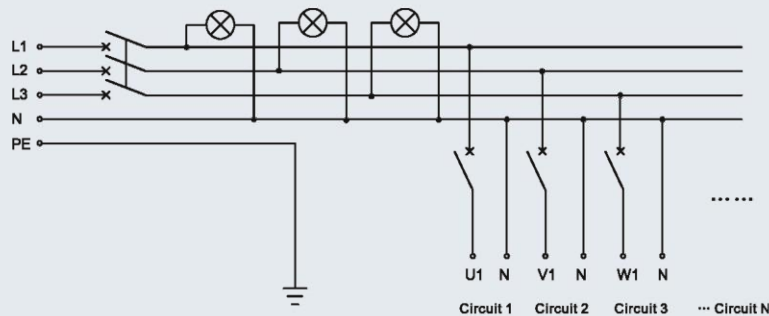 L1
L2
L3
N
PE
...... 
U1 N V1 N W1 N
Circuit 1 Circuit 2 Circuit 3 ··· Circuit N